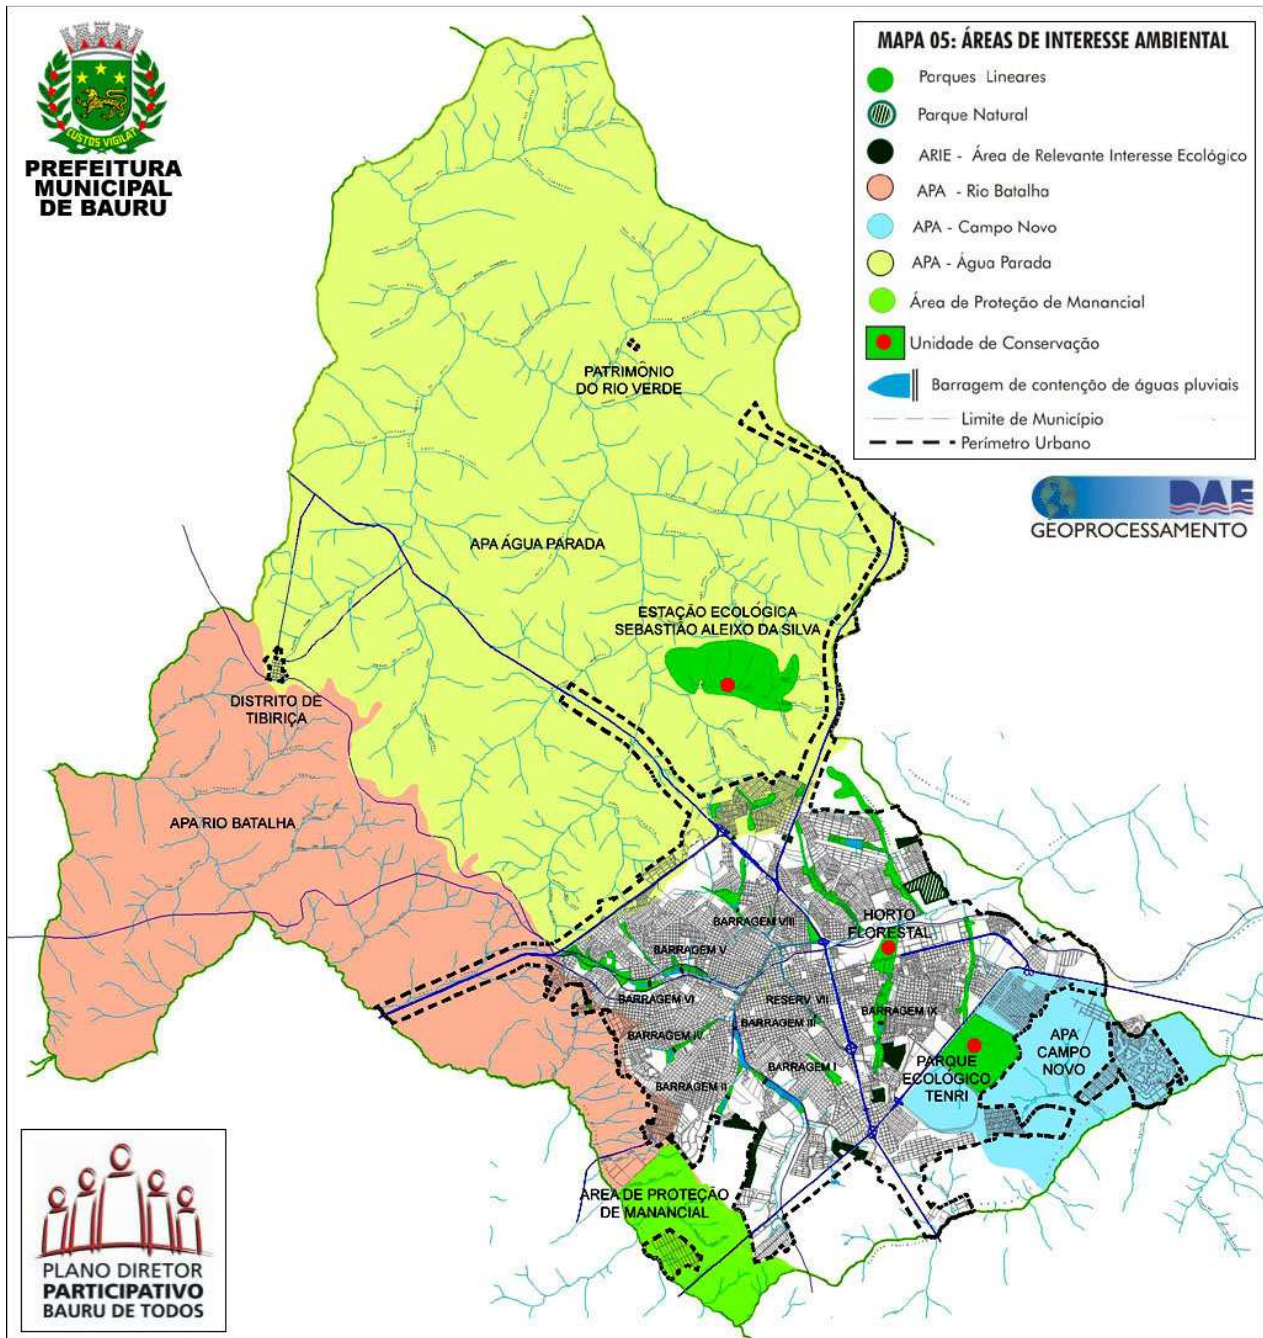 CUSTOS VIGILAT
PREFEITURA
MUNICIPAL
DE BAURU
MAPA 05: ÁREAS DE INTERESSE AMBIENTAL
Parques Lineares
Parque Natural
ARIE - Área de Relevante Interesse Ecológico
APA - Rio Batalha
APA - Campo Novo
APA - Água Parada
Área de Proteção de Manancial
Unidade de Conservação
Barragem de contenção de águas pluviais
Limite de Município
Perímetro Urbano
DAE
GEOPROCESSAMENTO
PATRIMÔNIO
DO RIO VERDE
APA ÁGUA PARADA
ESTAÇÃO ECOLÓGICA
SEBASTIÃO ALEIXO DA SILVA
DISTRITO DE
TIBIRIÇA
APA RIO BATALHA
BARRAGEM VIII
HORTO
FLORESTAL
BARRAGEM V
BARRAGEM VI
RESERV. VII
BARRAGEM IX
BARRAGEM III
BARRAGEM IV
BARRAGEM I
BARRAGEM II
PARQUE
ECOLÓGICO
TENRI
APA
CAMPO
NOVO
ÁREA DE PROTEÇÃO
DE MANANCIAL
PLANO DIRETOR
PARTICIPATIVO
BAURU DE TODOS